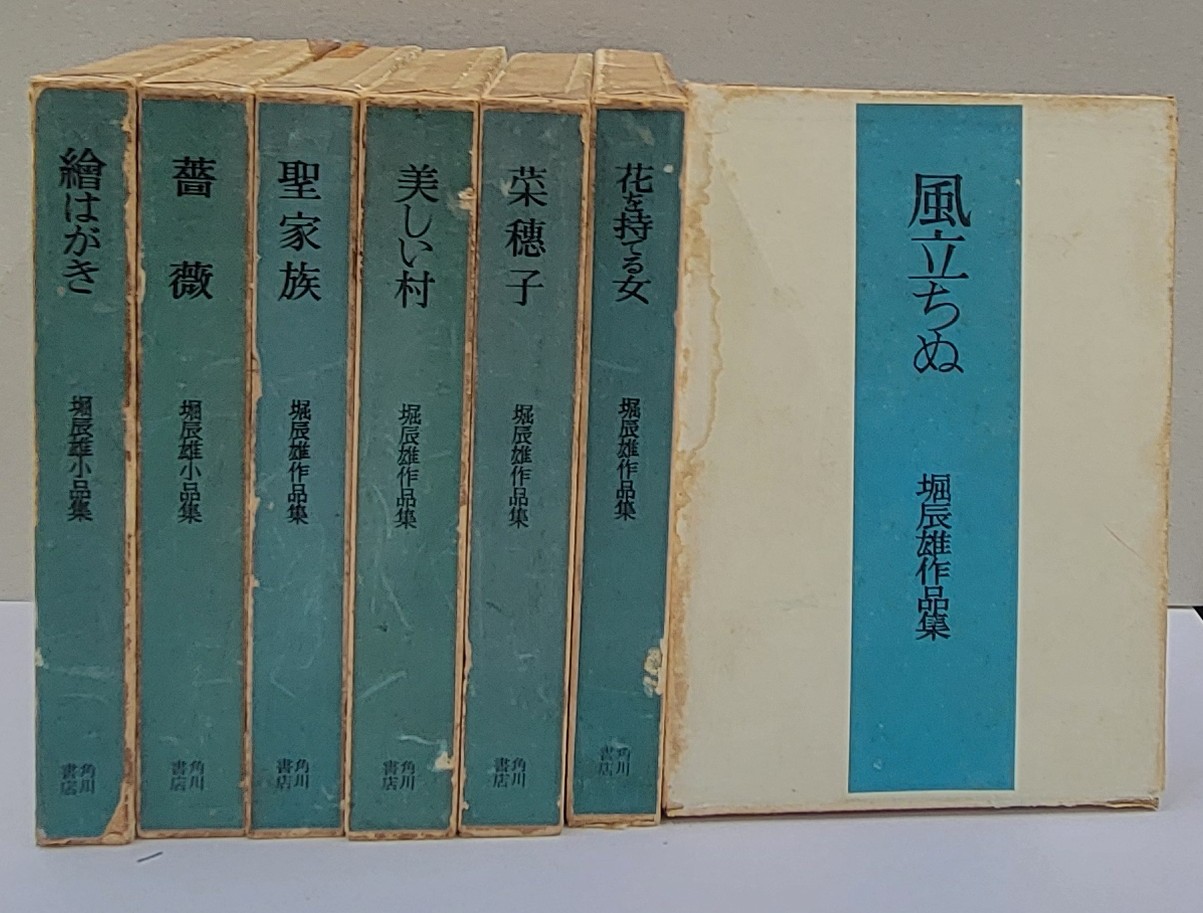 繪はがき
堀辰雄小品集
角川
書店
薔薇
堀辰雄小品集
角川
書店
聖家族
堀辰雄作品集
角川
書店
美しい村
堀辰雄作品集
角川
書店
菜穂子
堀辰雄作品集
角川
書店
花を持てる女
堀辰雄作品集
角川
書店
風立ちぬ
堀辰雄作品集